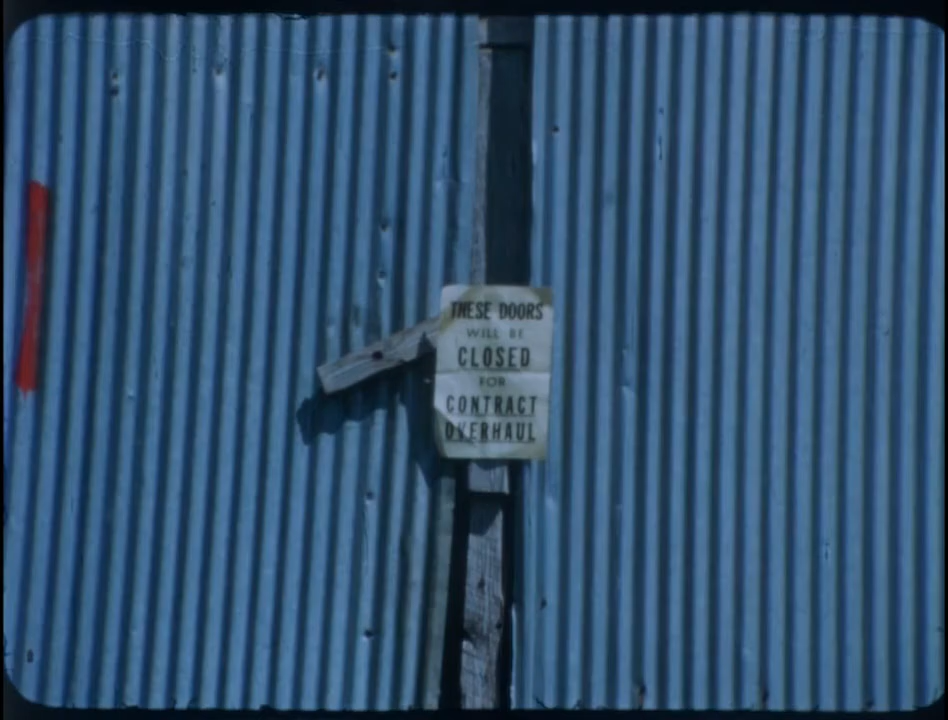 THESE DOORS
WILL BE
CLOSED
FOR
CONTRACT
OVERHAUL